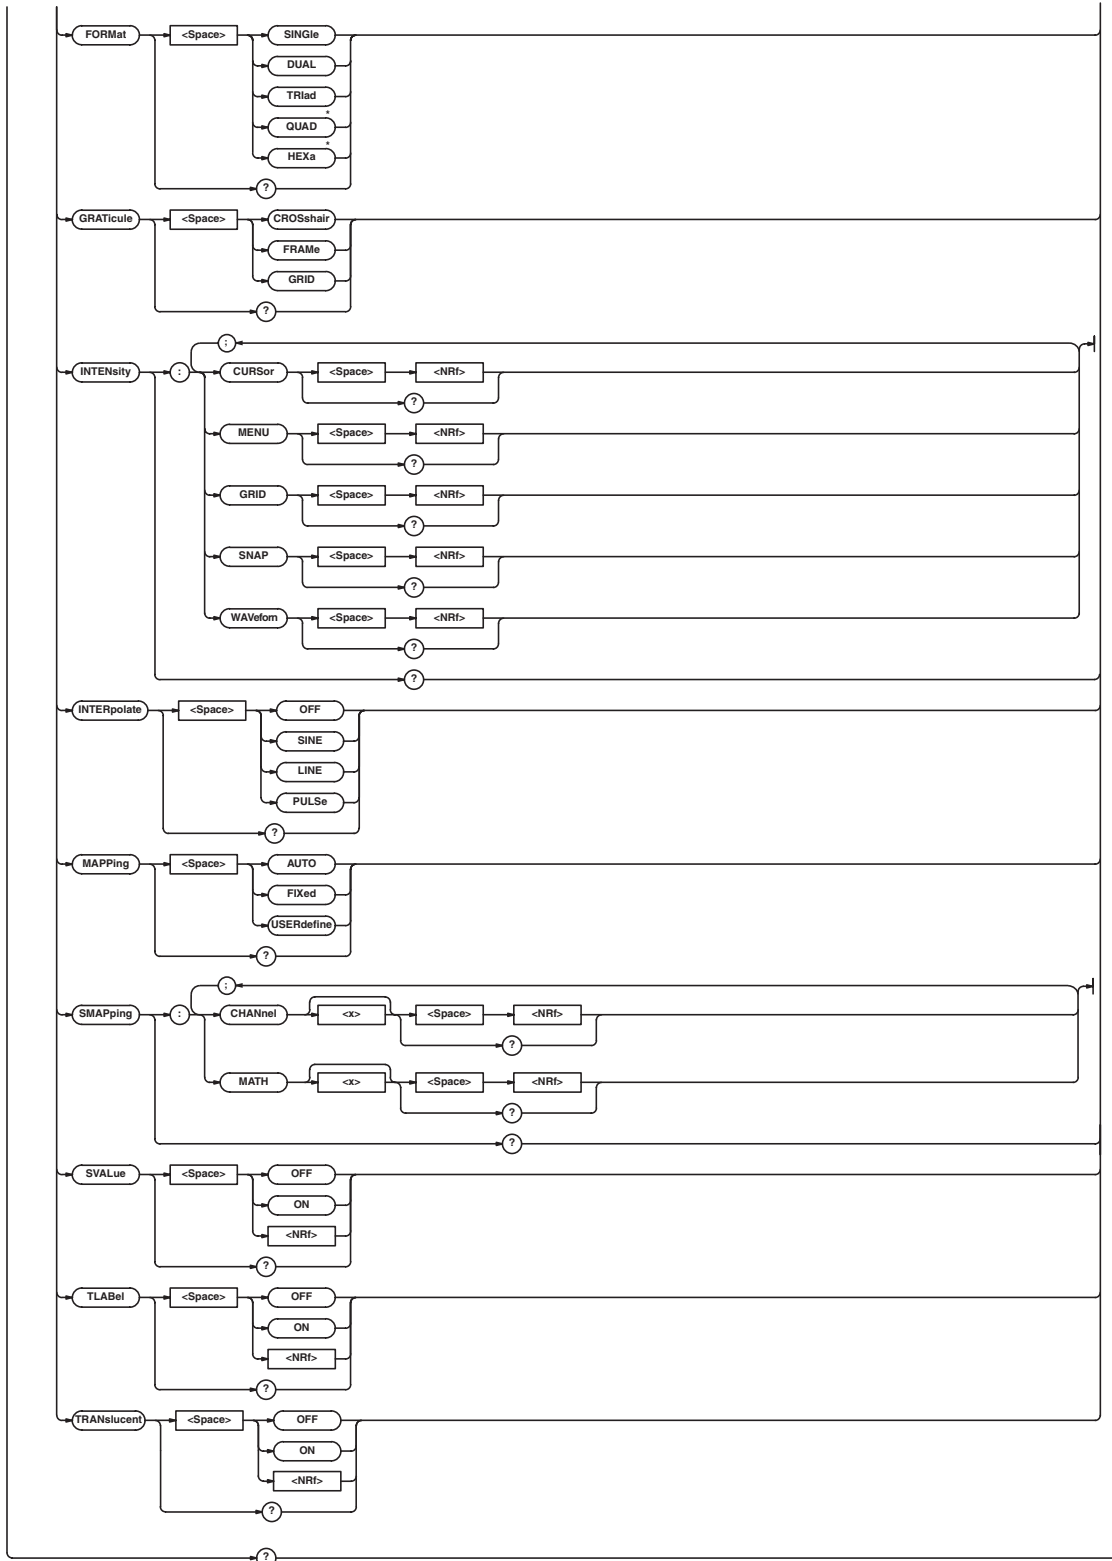 FORMat <Space> SINGle
DUAL
TRIad
*
QUAD
*
HEXa
?
GRATicule <Space> CROSshair
FRAMe
GRID
?
;
INTENsity : CURSor <Space> <NRf>
?
MENU <Space> <NRf>
?
GRID <Space> <NRf>
?
SNAP <Space> <NRf>
?
WAVeforn <Space> <NRf>
?
?
INTERpolate <Space> OFF
SINE
LINE
PULSe
?
MAPPing <Space> AUTO
FIXed
USERdefine
?
;
SMAPping : CHANnel <x> <Space> <NRf>
?
MATH <x> <Space> <NRf>
?
?
SVALue <Space> OFF
ON
<NRf>
?
TLABel <Space> OFF
ON
<NRf>
?
TRANslucent <Space> OFF
ON
<NRf>
?
?